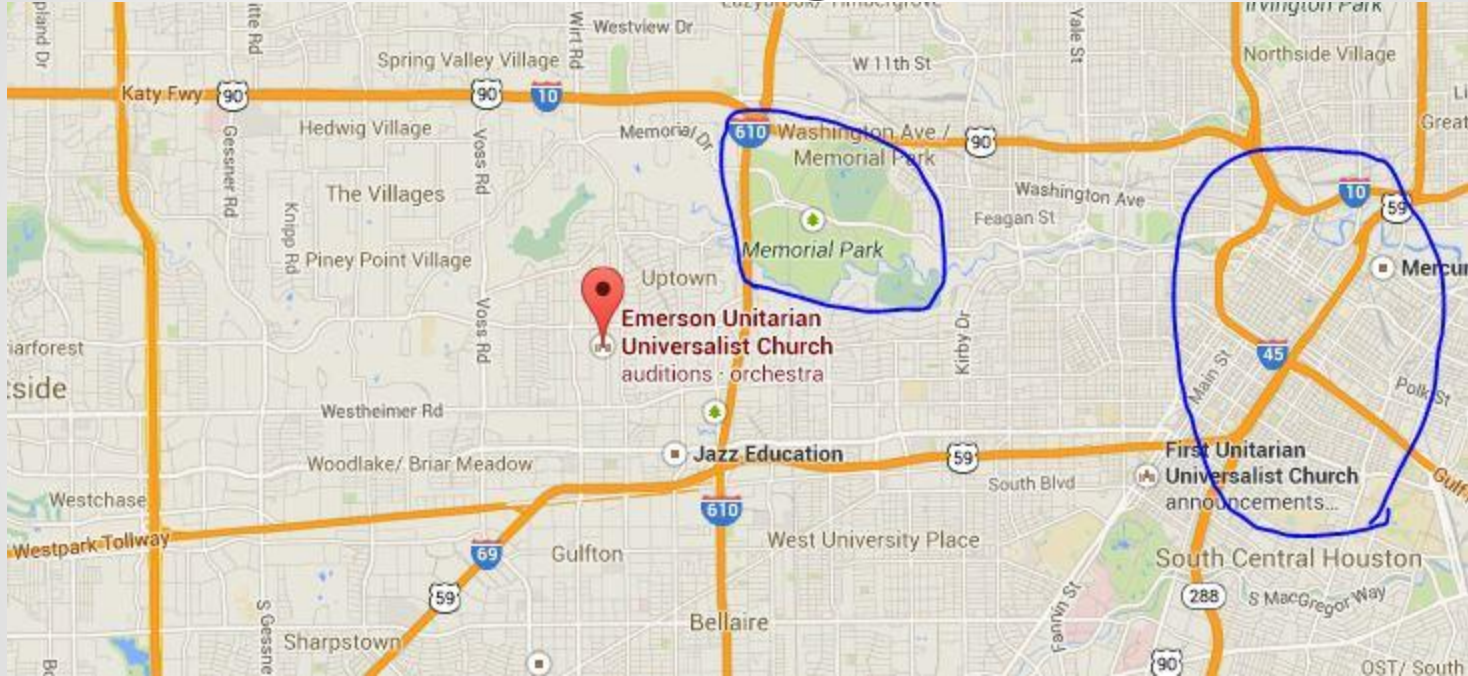 Irvington Park
Westview Dr
Wirt Rd
Yale St
Northside Village
Spring Valley Village
W 11th St
Katy Fwy
90
90
10
Hedwig Village
Gessner Rd
Voss Rd
Memorial Dr
610
Washington Ave /
Memorial Park
90
Great
The Villages
Washington Ave
10
59
Knipp Rd
Feagan St
Memorial Park
Piney Point Village
Uptown
Emerson Unitarian
Universalist Church
auditions · orchestra
Voss Rd
Kirby Dr
45
Main St
Polk St
Westheimer Rd
Jazz Education
59
First Unitarian
Universalist Church
announcements...
Woodlake/ Briar Meadow
South Blvd
Westchase
610
Westpark Tollway
69
Gulfton
West University Place
South Central Houston
59
288
S MacGregor Way
Fannin St
Bellaire
Sharpstown
90
OST/ South